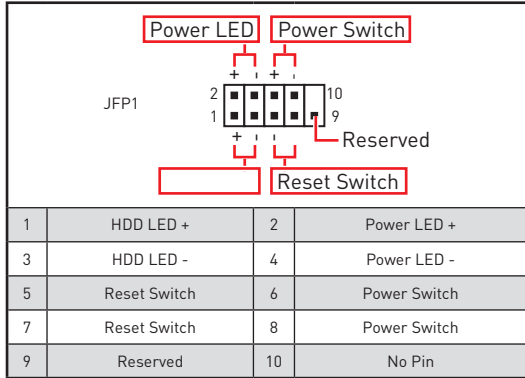 Power LED Power Switch
+ - + -
JFP1
2 10
1 9
+ - -
Reserved
Reset Switch
1 HDD LED + 2 Power LED +
3 HDD LED - 4 Power LED -
5 Reset Switch 6 Power Switch
7 Reset Switch 8 Power Switch
9 Reserved 10 No Pin